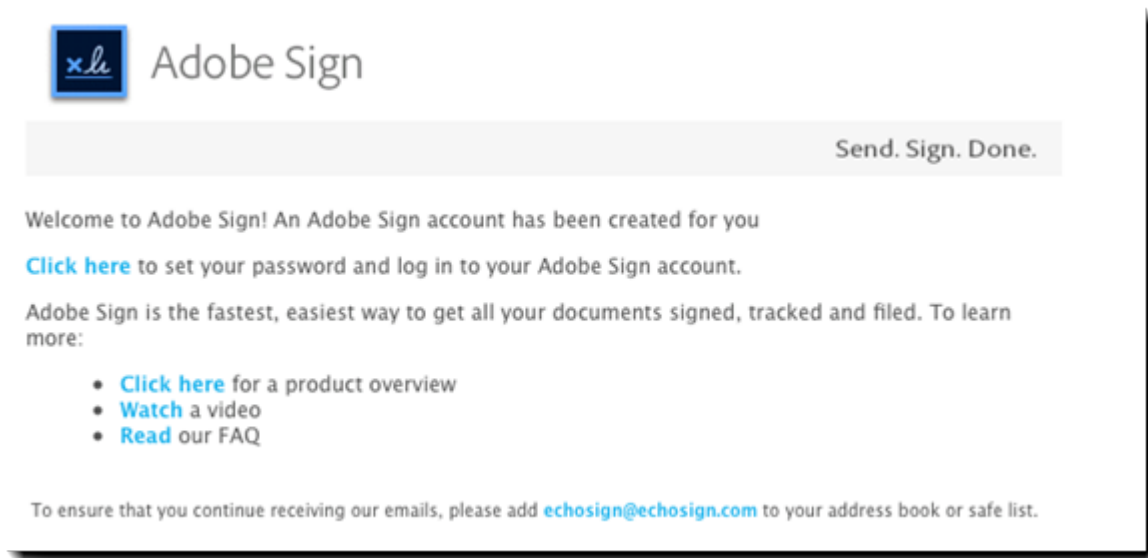 Adobe Sign
Send. Sign. Done.
Welcome to Adobe Sign! An Adobe Sign account has been created for you
Click here to set your password and log in to your Adobe Sign account.
Adobe Sign is the fastest, easiest way to get all your documents signed, tracked and filed. To learn
more:
• Click here for a product overview
• Watch a video
• Read our FAQ
To ensure that you continue receiving our emails, please add echosign@echosign.com to your address book or safe list.